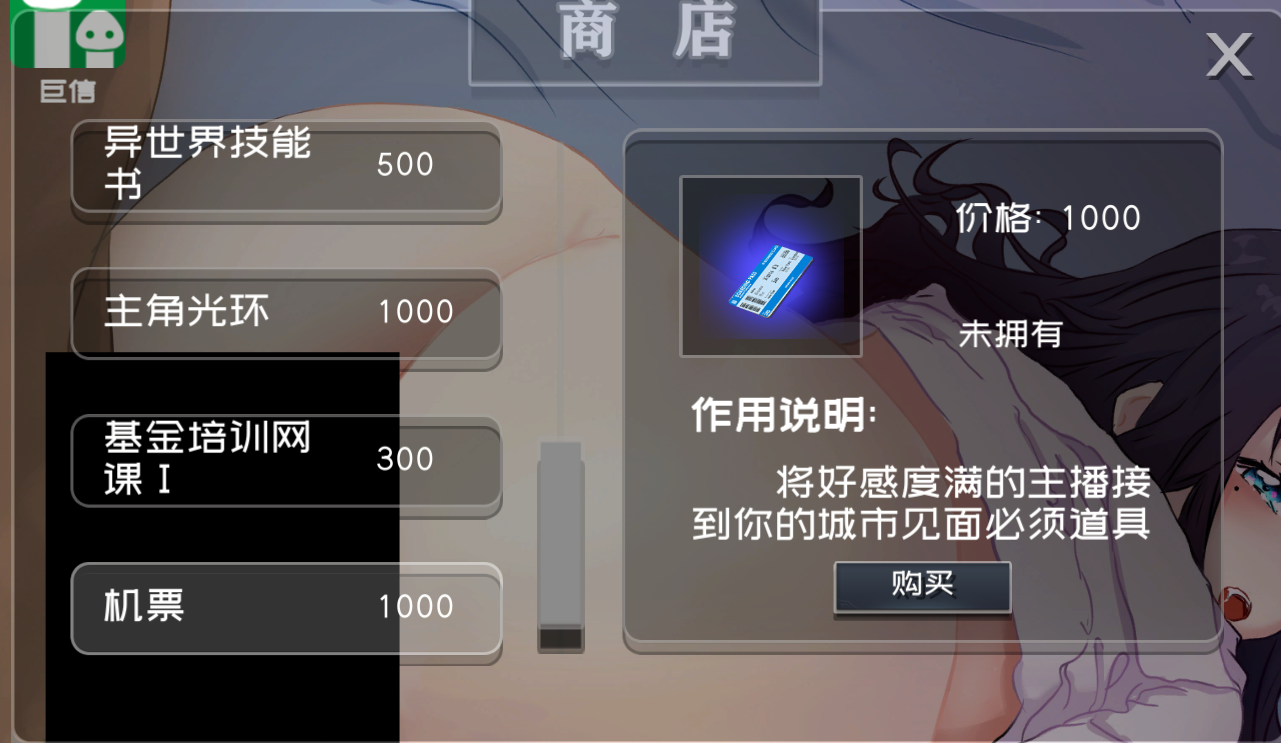 商 店
X
巨信
异世界技能
书
500
主角光环
1000
基金培训网
课 I
300
机票
1000
价格: 1000
未拥有
作用说明:
将好感度满的主播接
到你的城市见面必须道具
购买